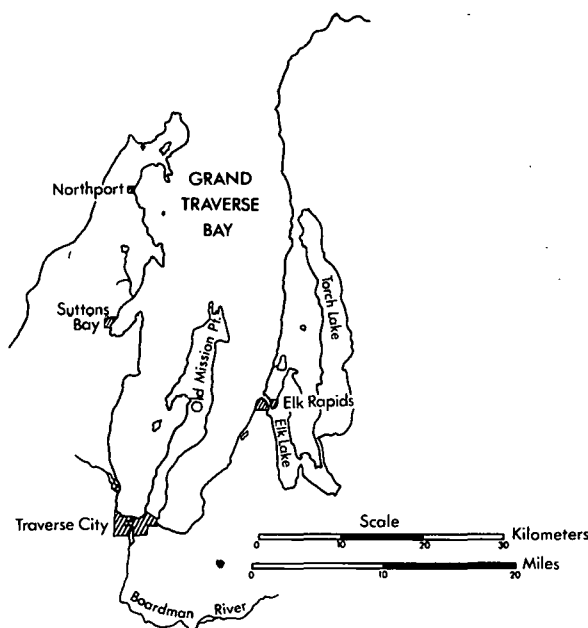 Northport
GRAND
TRAVERSE
BAY
Torch Lake
Suttons
Bay
Old Mission Pt.
Elk Rapids
Elk Lake
Traverse City
Scale
Kilometers
0 10 20 30
Miles
0 10 20
Boardman River